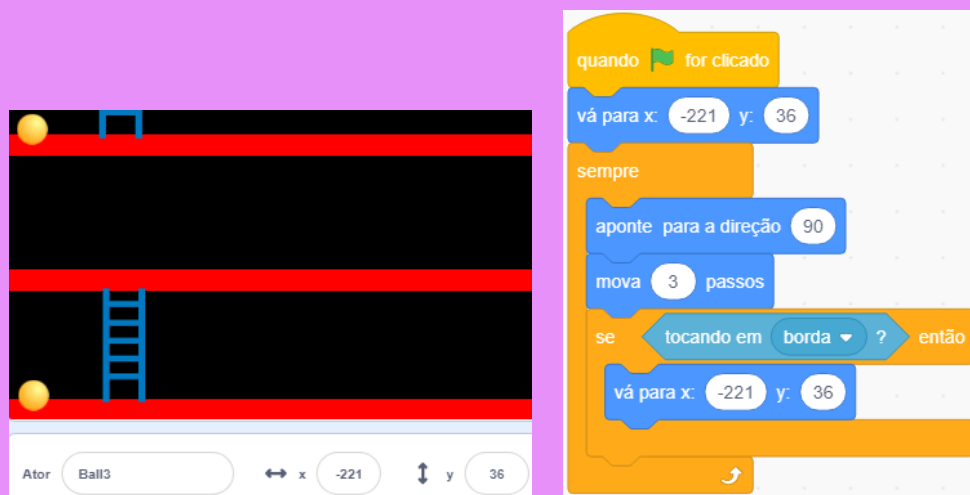 quando for clicado
vá para x: -221 y: 36
sempre
aponte para a direção 90
mova 3 passos
se tocando em borda ? então
vá para x: -221 y: 36
Ator Ball3 x -221 y 36